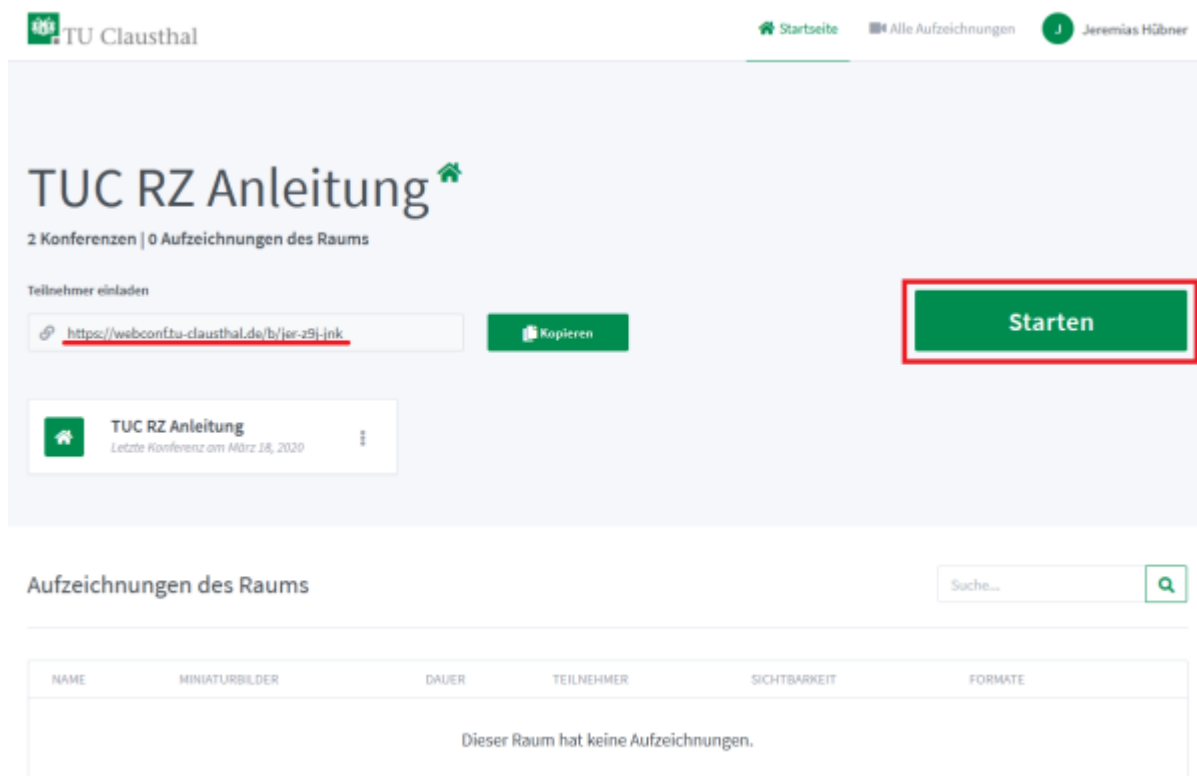 TU Clausthal
Startseite Alle Aufzeichnungen J Jeremias Hübner
TUC RZ Anleitung
2 Konferenzen | 0 Aufzeichnungen des Raums
Teilnehmer einladen
https://webconf.tu-clausthal.de/b/jer-z9j-jnk Kopieren Starten
TUC RZ Anleitung
Letzte Konferenz am März 18, 2020
Aufzeichnungen des Raums Suche...
NAME MINIATURBILDER DAUER TEILNEHMER SICHTBARKEIT FORMATE
Dieser Raum hat keine Aufzeichnungen.